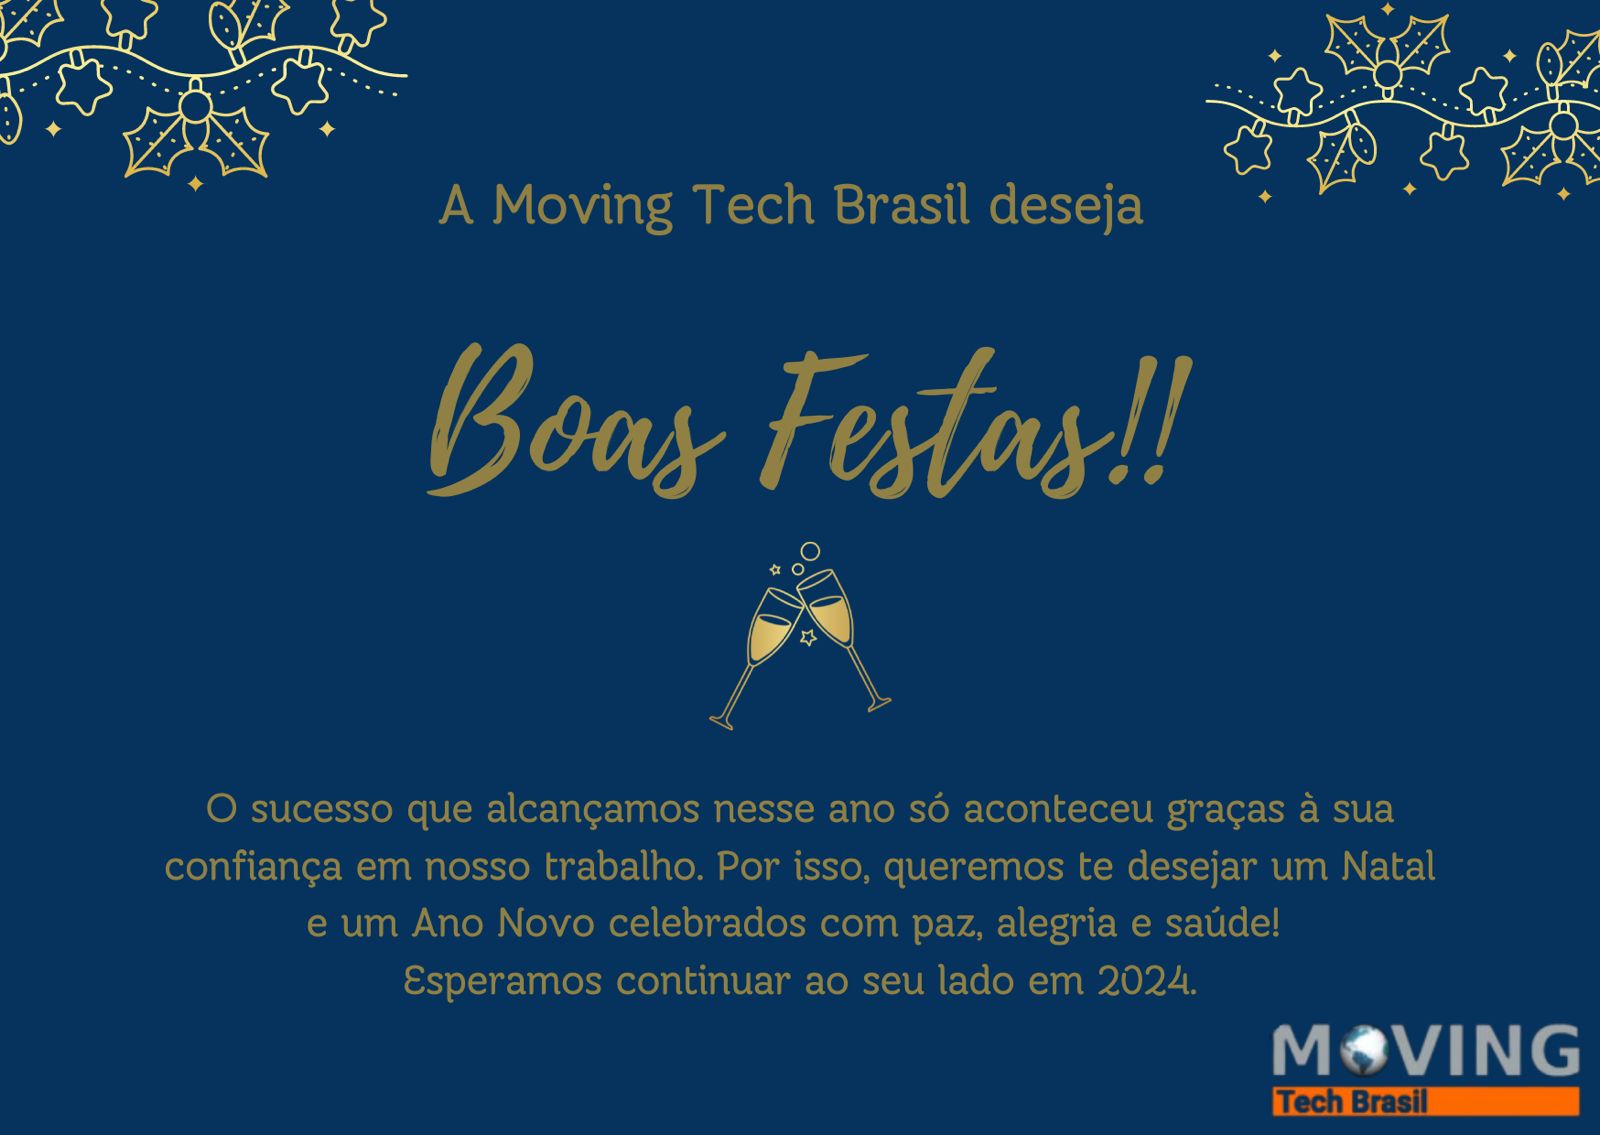 A Moving Tech Brasil deseja
Boas Festas!!
O sucesso que alcançamos nesse ano só aconteceu graças à sua
confiança em nosso trabalho. Por isso, queremos te desejar um Natal
e um Ano Novo celebrados com paz, alegria e saúde!
Esperamos continuar ao seu lado em 2024.
MOVING
Tech Brasil